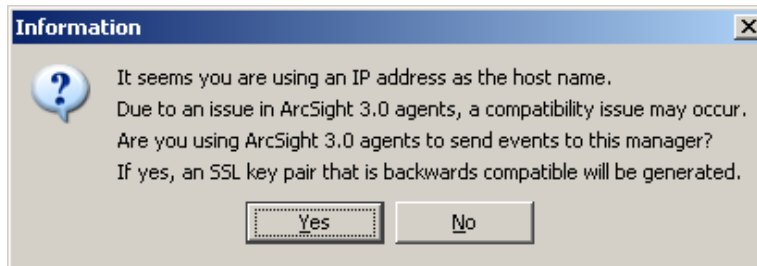 Information
It seems you are using an IP address as the host name.
Due to an issue in ArcSight 3.0 agents, a compatibility issue may occur.
Are you using ArcSight 3.0 agents to send events to this manager?
If yes, an SSL key pair that is backwards compatible will be generated.
Yes No